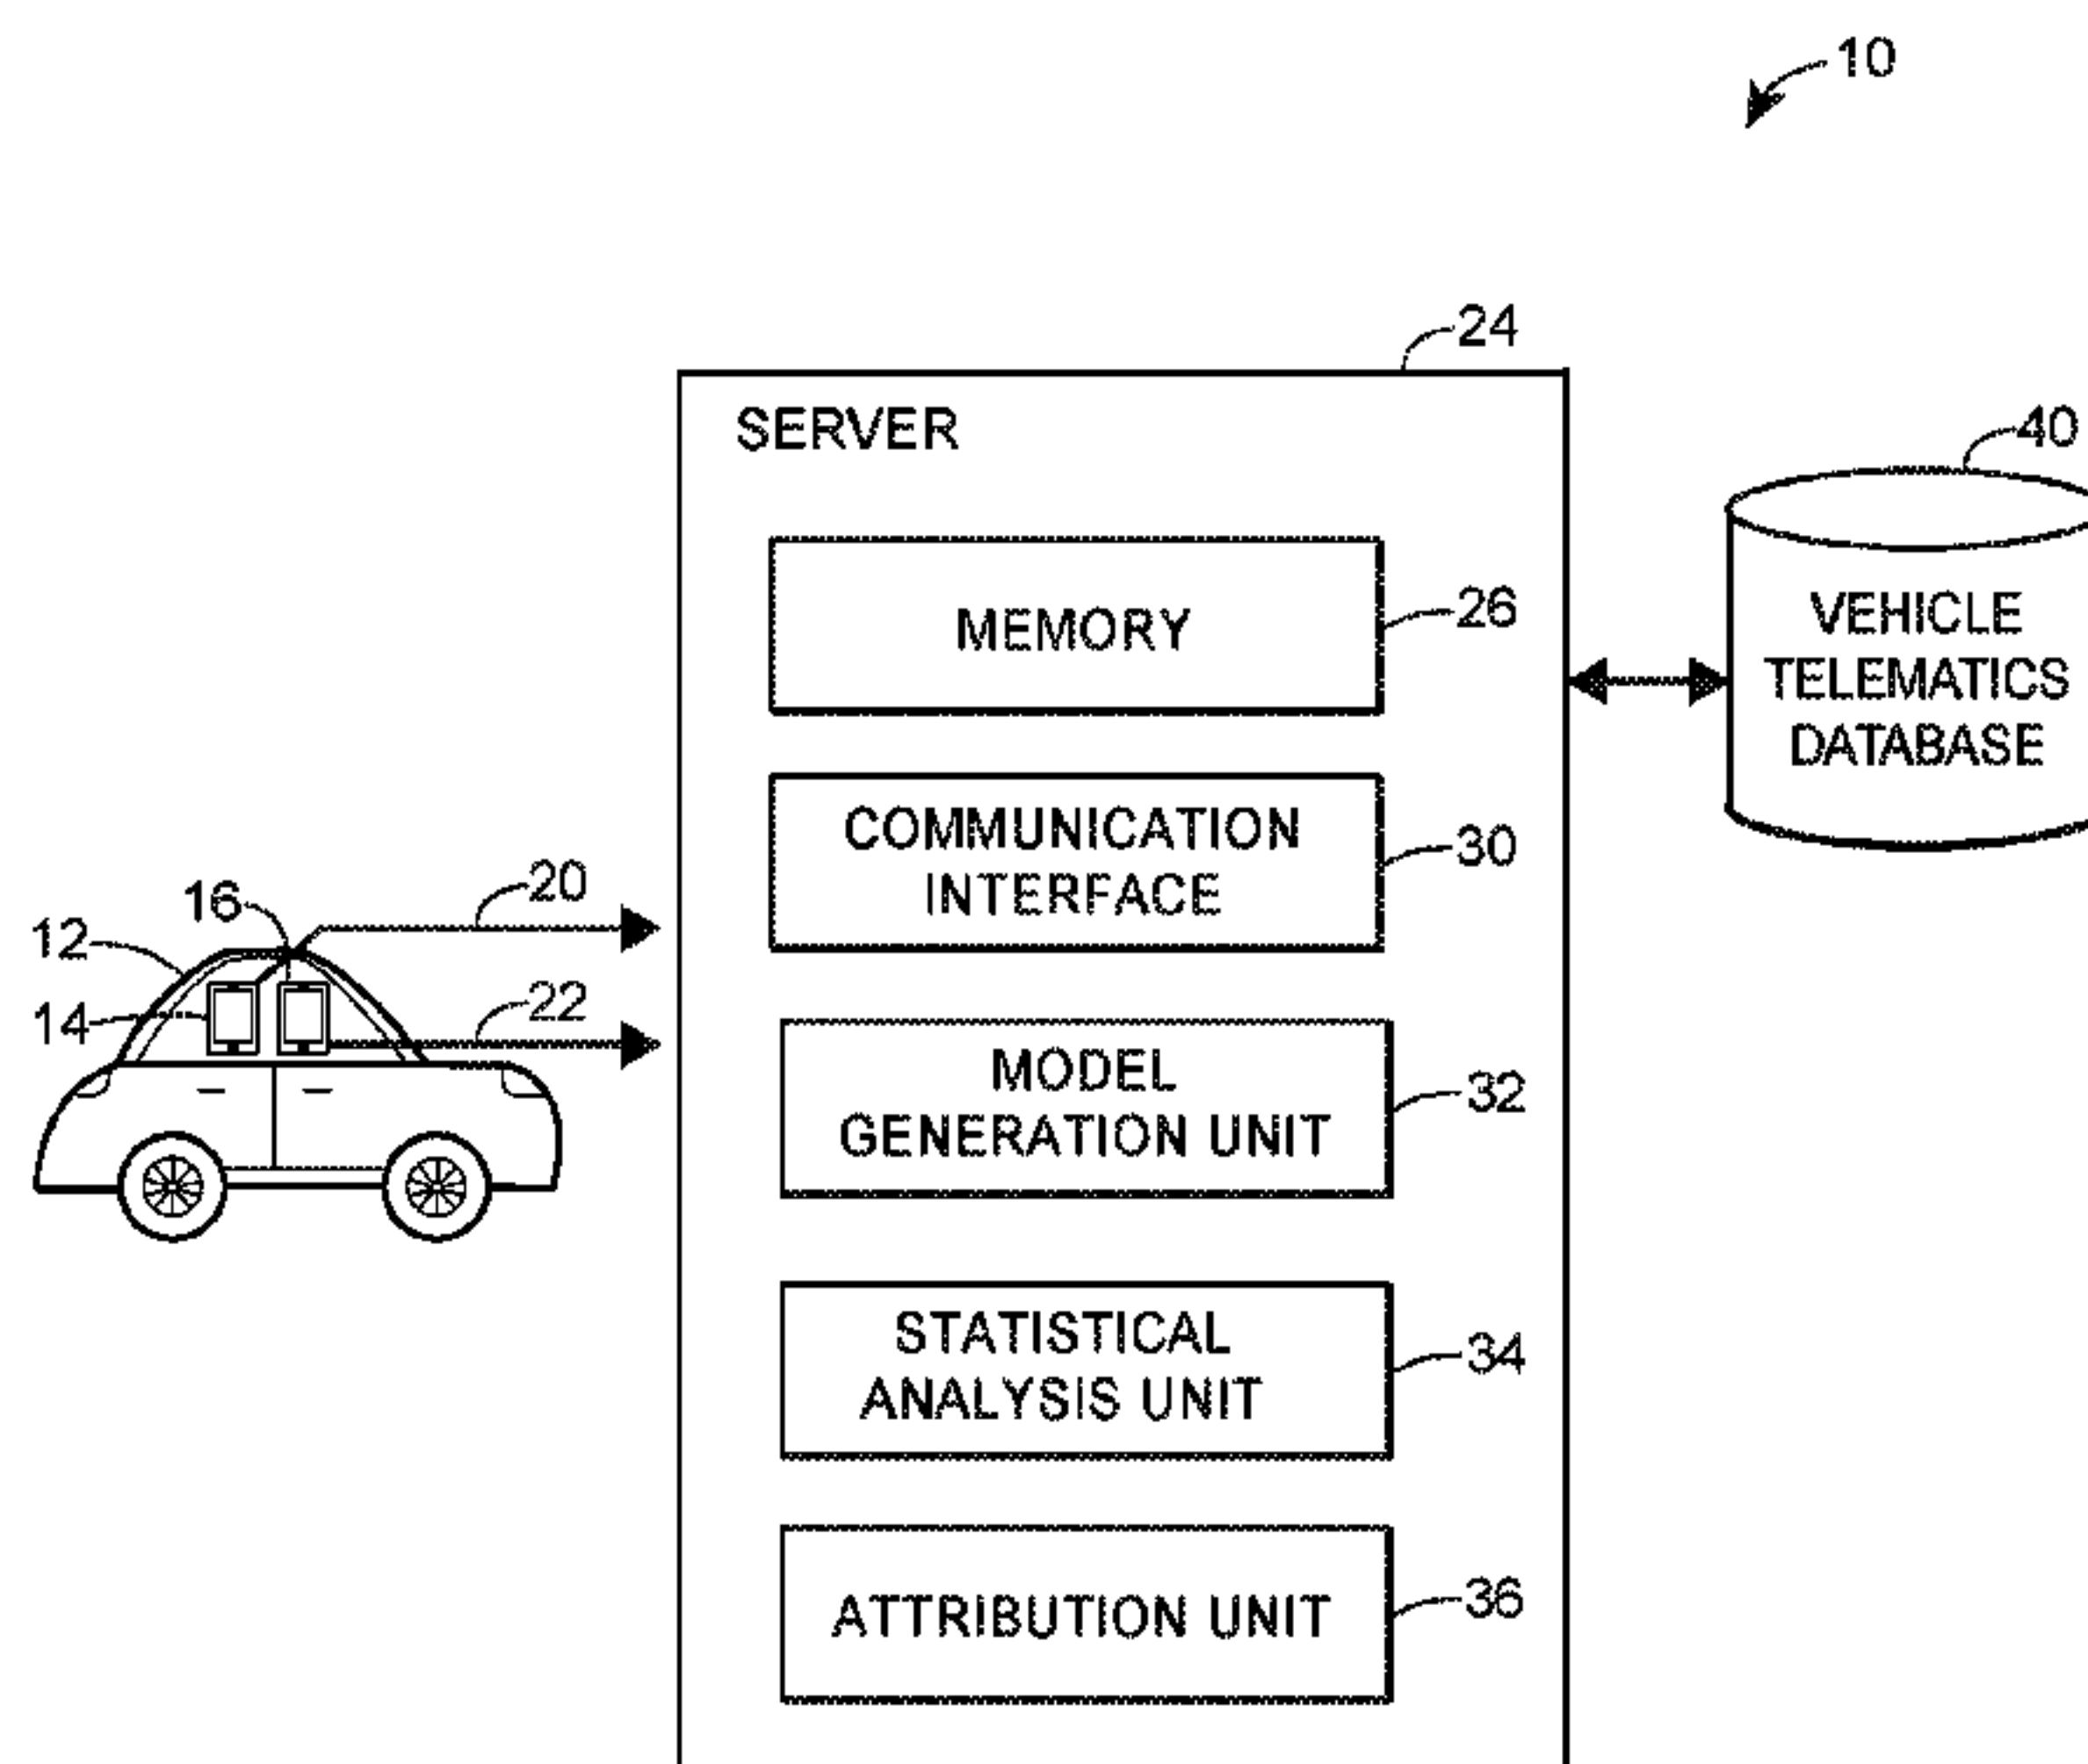 10
24
SERVER
40
MEMORY
26
VEHICLE
TELEMATICS
DATABASE
COMMUNICATION
INTERFACE
30
20
16
12
22
14
MODEL
GENERATION UNIT
32
STATISTICAL
ANALYSIS UNIT
34
ATTRIBUTION UNIT
36